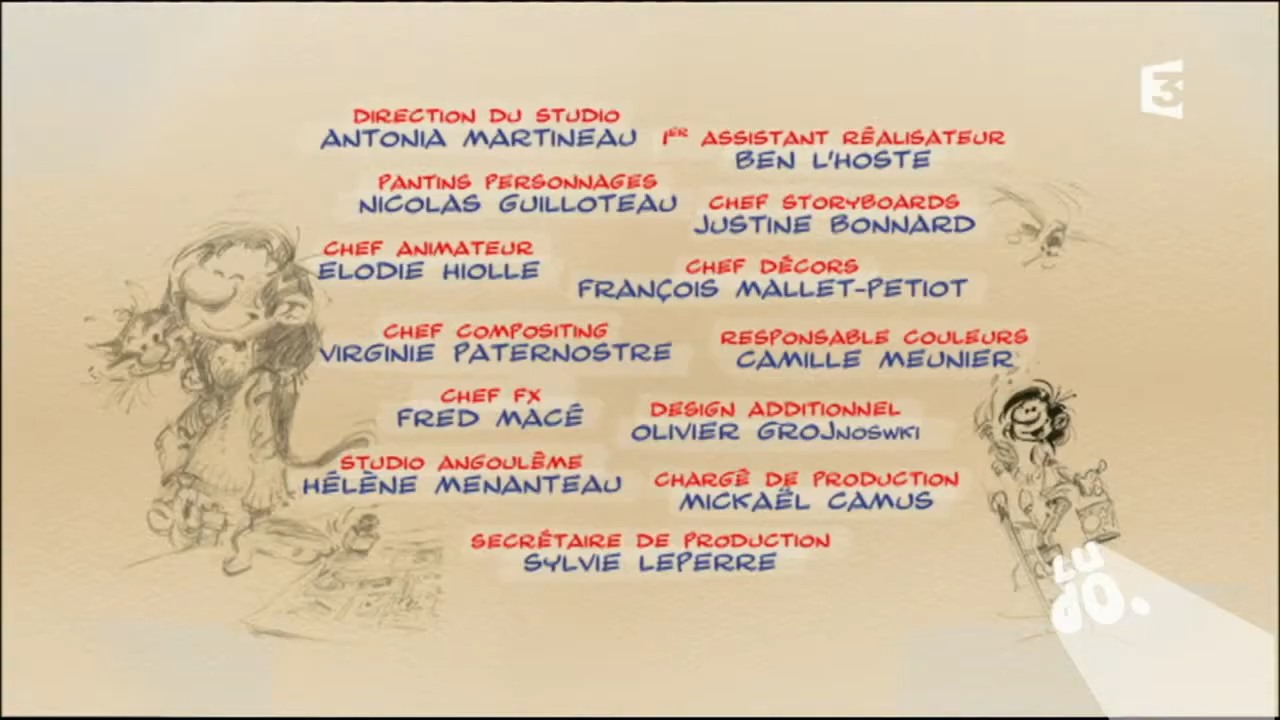 DIRECTION DU STUDIO
ANTONIA MARTINEAU
1ER ASSISTANT RÉALISATEUR
BEN L'HOSTE
PANTINS PERSONNAGES
NICOLAS GUILLOTEAU
CHEF STORYBOARDS
JUSTINE BONNARD
CHEF ANIMATEUR
ELODIE HIOLLE
CHEF DÉCORS
FRANÇOIS MALLET-PETIOT
CHEF COMPOSITING
VIRGINIE PATERNOSTRE
RESPONSABLE COULEURS
CAMILLE MEUNIER
CHEF FX
FRED MACÉ
DESIGN ADDITIONNEL
OLIVIER GROJNOSWKI
STUDIO ANGOULÊME
HÉLÈNE MENANTEAU
CHARGÉ DE PRODUCTION
MICKAËL CAMUS
SECRÉTAIRE DE PRODUCTION
SYLVIE LEPERRE
3
LU
dO.